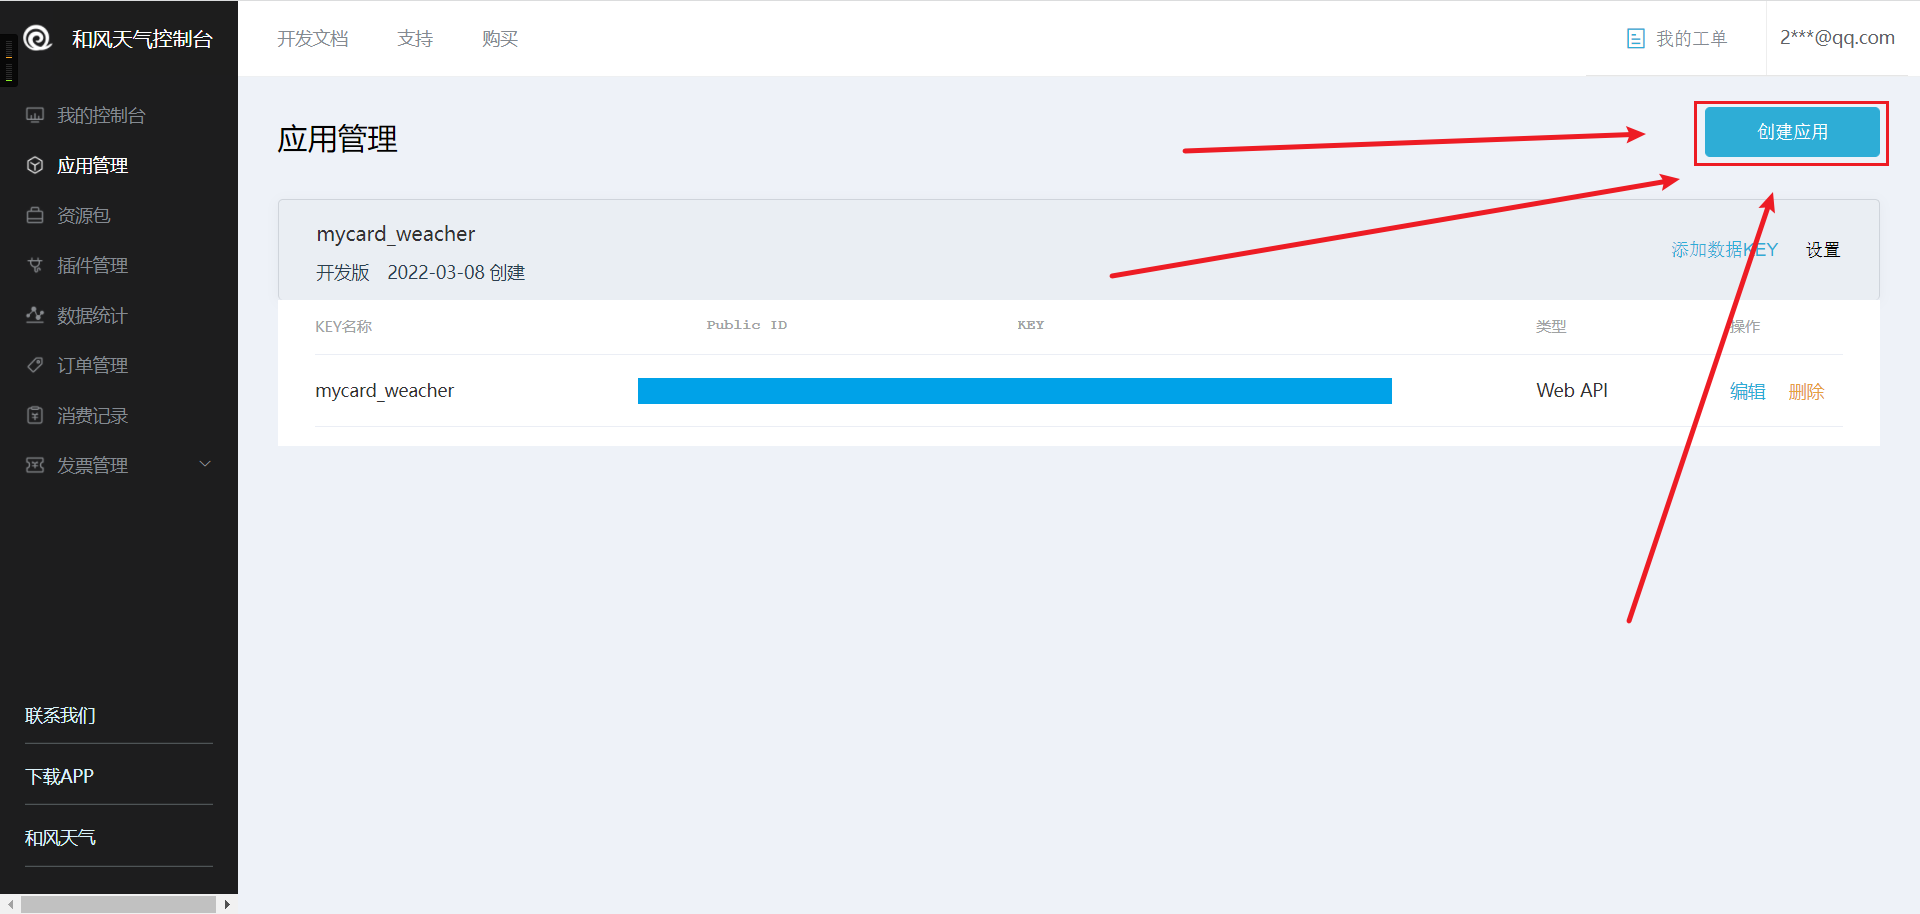 和风天气控制台
开发文档 支持 购买
我的工单 2***@qq.com
我的控制台
应用管理
资源包
插件管理
数据统计
订单管理
消费记录
发票管理
联系我们
下载APP
和风天气
应用管理
创建应用
mycard_weacher
开发版 2022-03-08 创建
添加数据KEY 设置
KEY名称 Public ID KEY 类型 操作
mycard_weacher Web API 编辑 删除